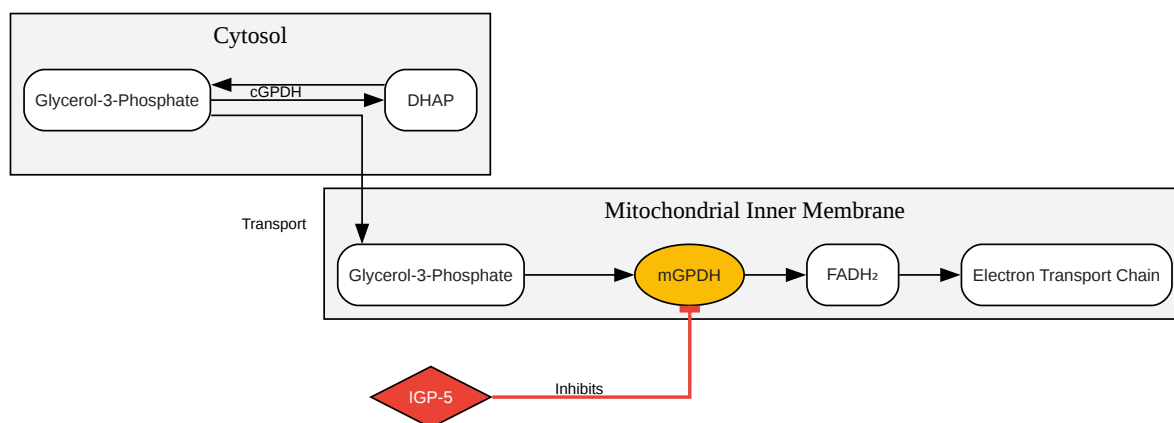 Cytosol
Glycerol-3-Phosphate
cGPDH
DHAP
Transport
Mitochondrial Inner Membrane
Glycerol-3-Phosphate
mGPDH
FADH₂
Electron Transport Chain
IGP-5
Inhibits